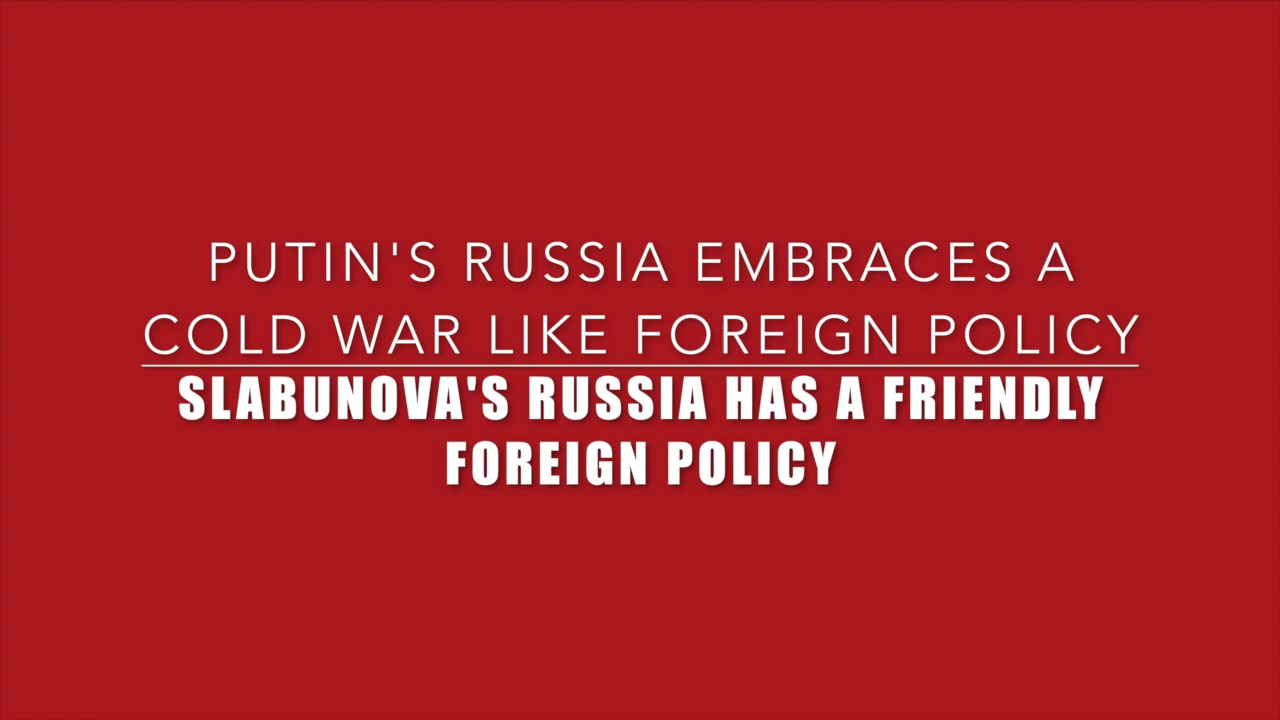 PUTIN'S RUSSIA EMBRACES A
COLD WAR LIKE FOREIGN POLICY
SLABUNOVA'S RUSSIA HAS A FRIENDLY
FOREIGN POLICY